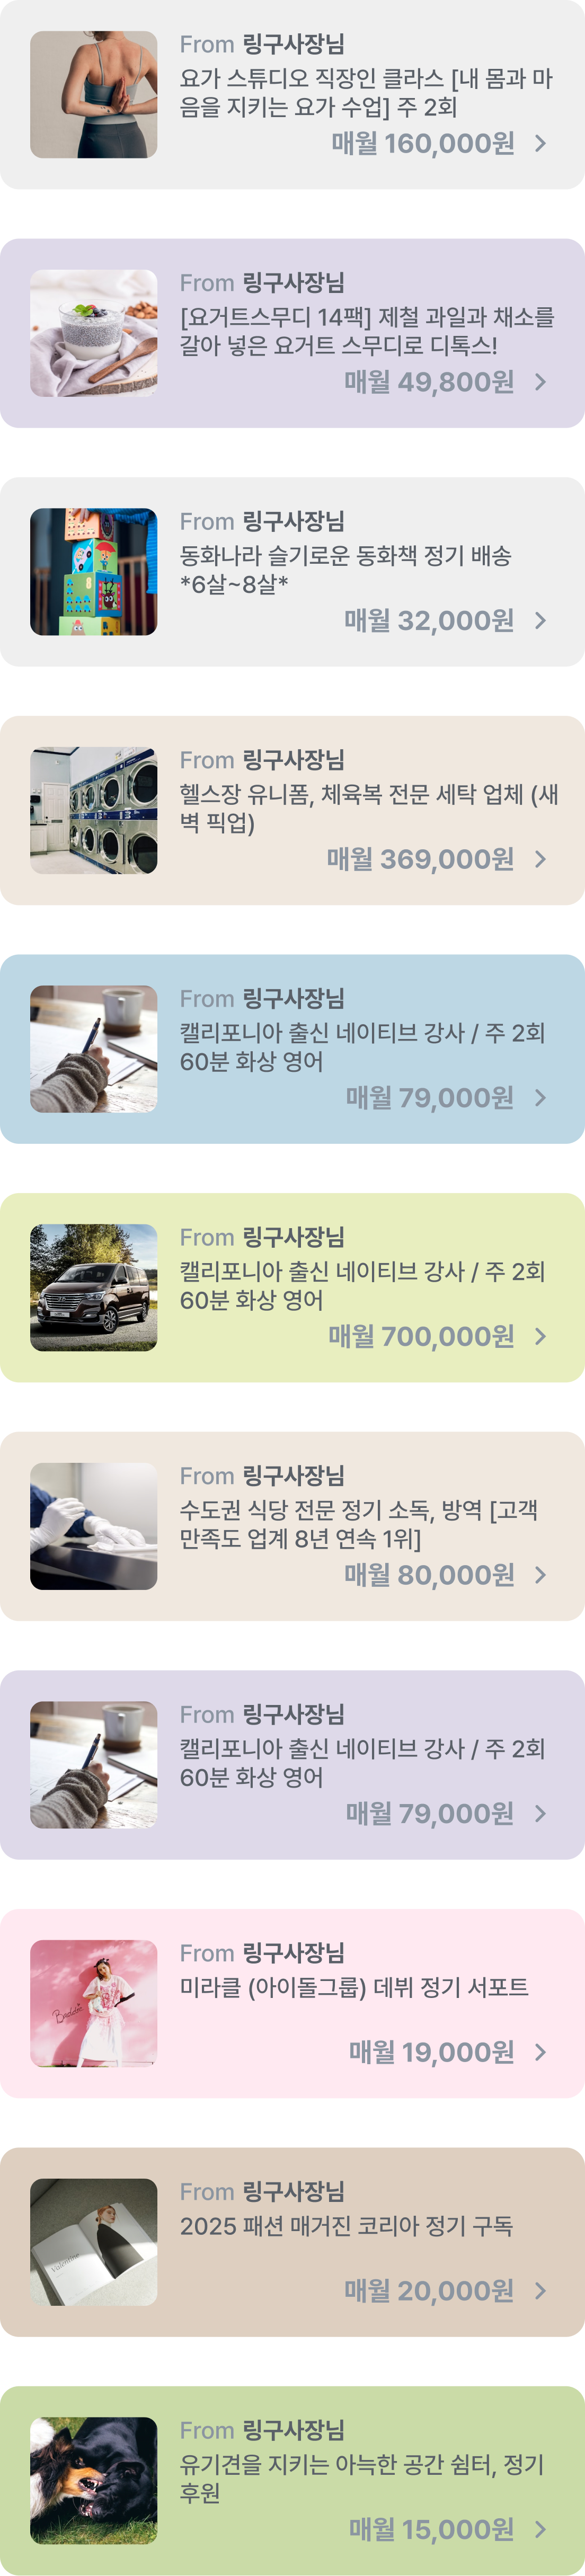 From 링구사장님
요가 스튜디오 직장인 클라스 [내 몸과 마
음을 지키는 요가 수업] 주 2회
매월 160,000원
From 링구사장님
[요거트스무디 14팩] 제철 과일과 채소를
갈아 넣은 요거트 스무디로 디톡스!
매월 49,800원
From 링구사장님
동화나라 슬기로운 동화책 정기 배송
*6살~8살*
매월 32,000원
From 링구사장님
헬스장 유니폼, 체육복 전문 세탁 업체 (새
벽 픽업)
매월 369,000원
From 링구사장님
캘리포니아 출신 네이티브 강사 / 주 2회
60분 화상 영어
매월 79,000원
From 링구사장님
캘리포니아 출신 네이티브 강사 / 주 2회
60분 화상 영어
매월 700,000원
From 링구사장님
수도권 식당 전문 정기 소독, 방역 [고객
만족도 업계 8년 연속 1위]
매월 80,000원
From 링구사장님
캘리포니아 출신 네이티브 강사 / 주 2회
60분 화상 영어
매월 79,000원
From 링구사장님
미라클 (아이돌그룹) 데뷔 정기 서포트
매월 19,000원
From 링구사장님
2025 패션 매거진 코리아 정기 구독
Valentine
매월 20,000원
From 링구사장님
유기견을 지키는 아늑한 공간 쉼터, 정기
후원
매월 15,000원